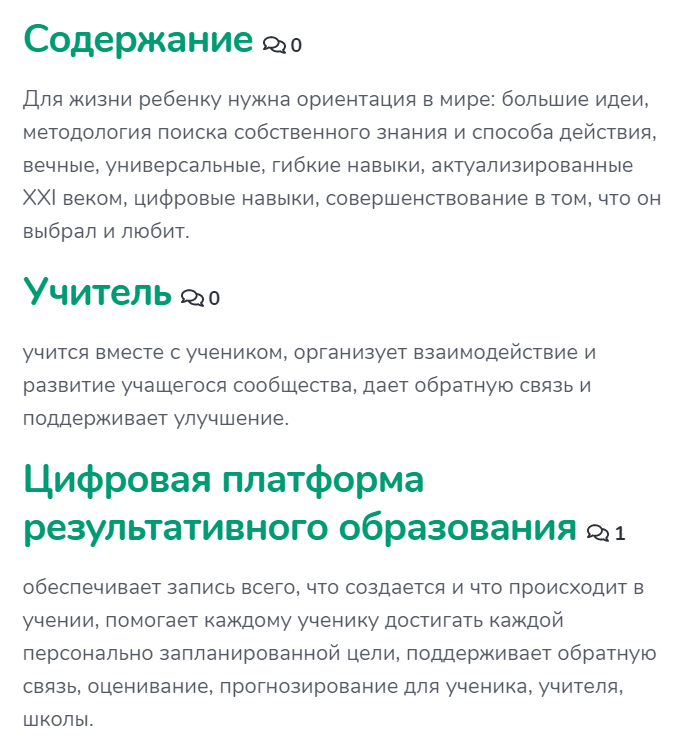 Содержание 0
Для жизни ребенку нужна ориентация в мире: большие идеи,
методология поиска собственного знания и способа действия,
вечные, универсальные, гибкие навыки, актуализированные
XXI веком, цифровые навыки, совершенствование в том, что он
выбрал и любит.
Учитель 0
учится вместе с учеником, организует взаимодействие и
развитие учащегося сообщества, дает обратную связь и
поддерживает улучшение.
Цифровая платформа
результативного образования 1
обеспечивает запись всего, что создается и что происходит в
учении, помогает каждому ученику достигать каждой
персонально запланированной цели, поддерживает обратную
связь, оценивание, прогнозирование для ученика, учителя,
школы.